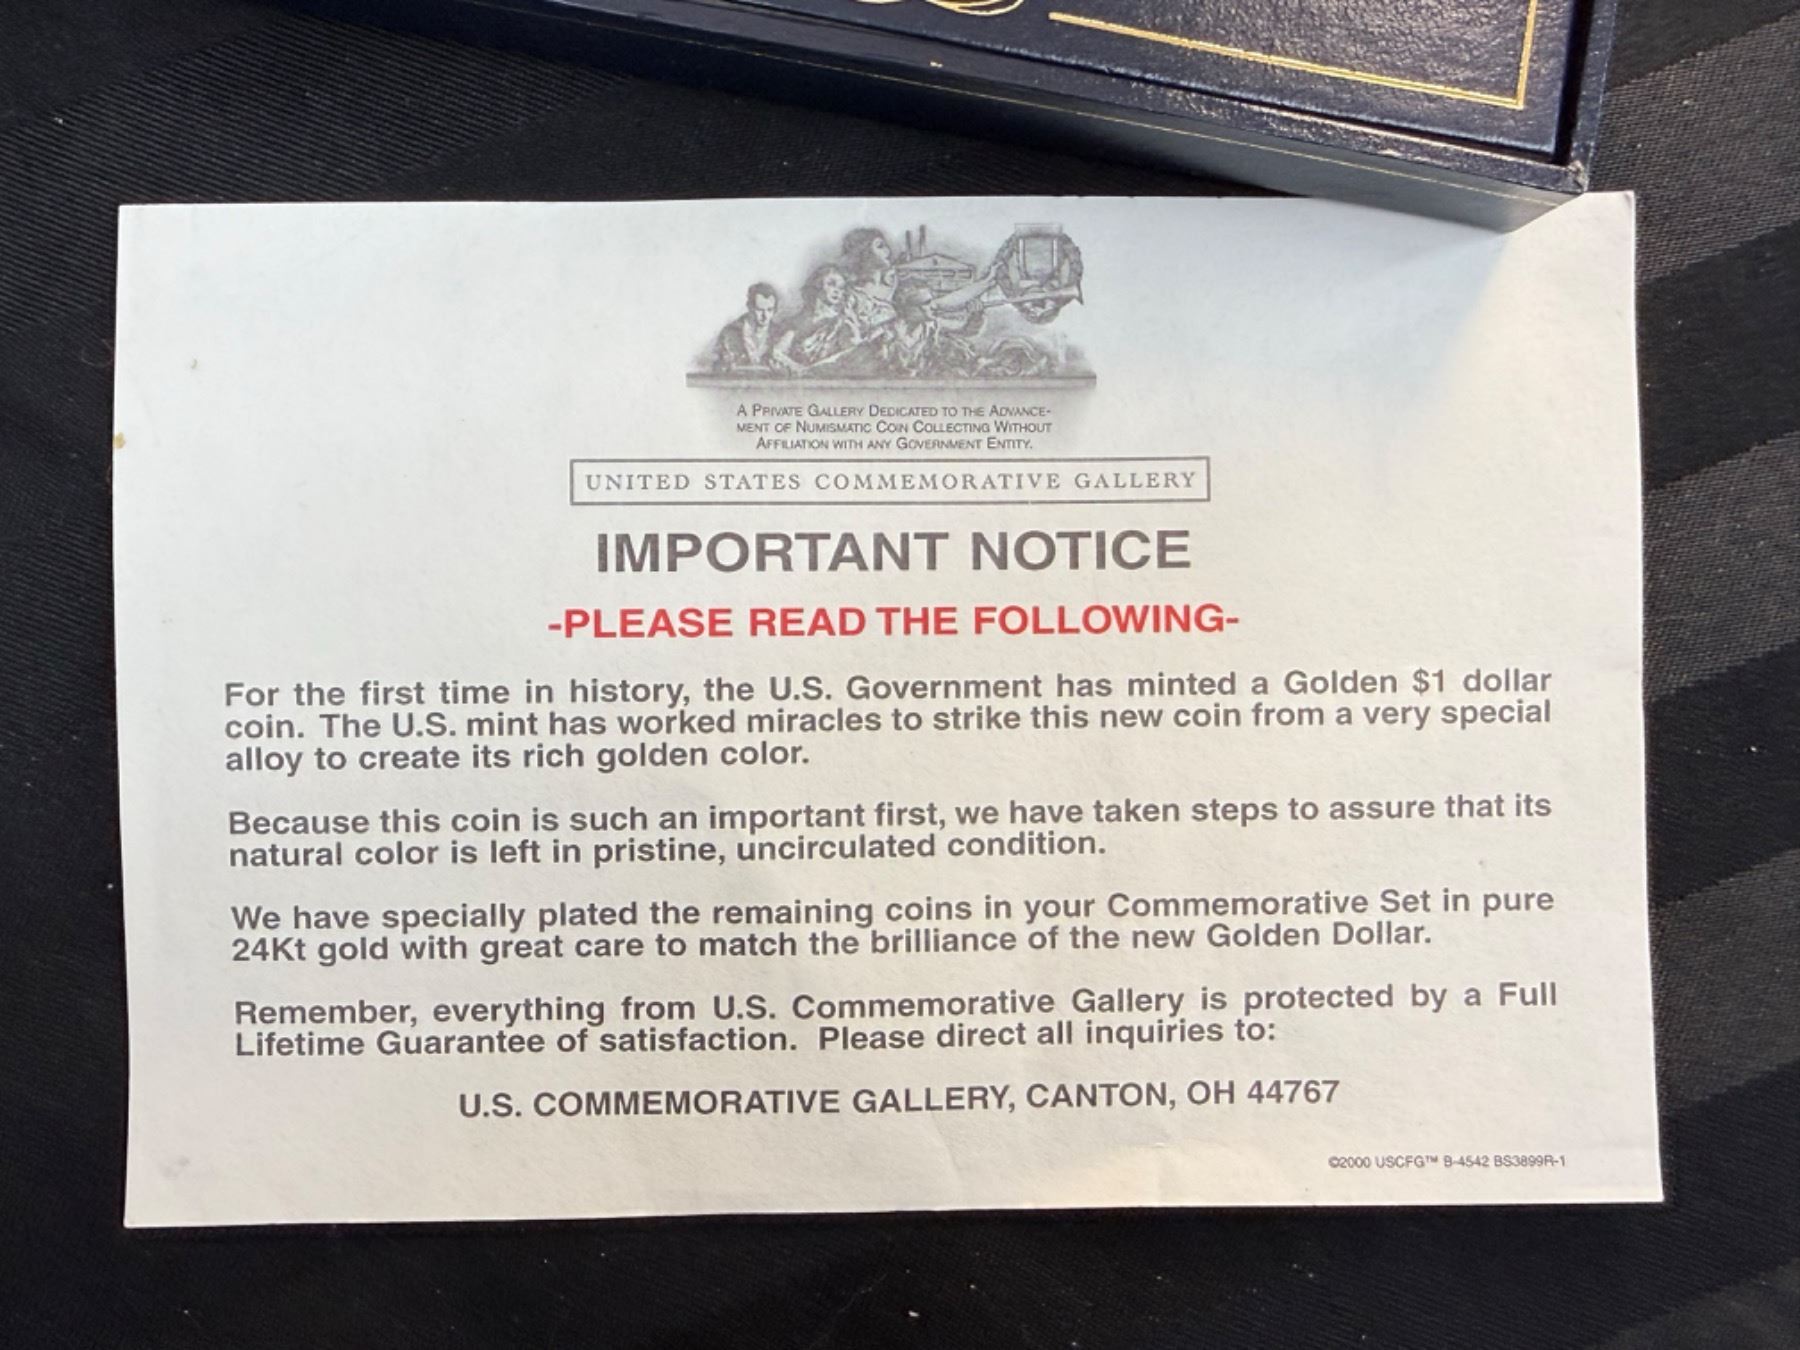 A PRIVATE GALLERY DEDICATED TO THE ADVANCE-
MENT OF NUMISMATIC COIN COLLECTING WITHOUT
AFFILIATION WITH ANY GOVERNMENT ENTITY.
UNITED STATES COMMEMORATIVE GALLERY
IMPORTANT NOTICE
-PLEASE READ THE FOLLOWING-
For the first time in history, the U.S. Government has minted a Golden $1 dollar
coin. The U.S. mint has worked miracles to strike this new coin from a very special
alloy to create its rich golden color.
Because this coin is such an important first, we have taken steps to assure that its
natural color is left in pristine, uncirculated condition.
We have specially plated the remaining coins in your Commemorative Set in pure
24Kt gold with great care to match the brilliance of the new Golden Dollar.
Remember, everything from U.S. Commemorative Gallery is protected by a Full
Lifetime Guarantee of satisfaction. Please direct all inquiries to:
U.S. COMMEMORATIVE GALLERY, CANTON, OH 44767
©2000 USCFG™ B-4542 BS3899R-1